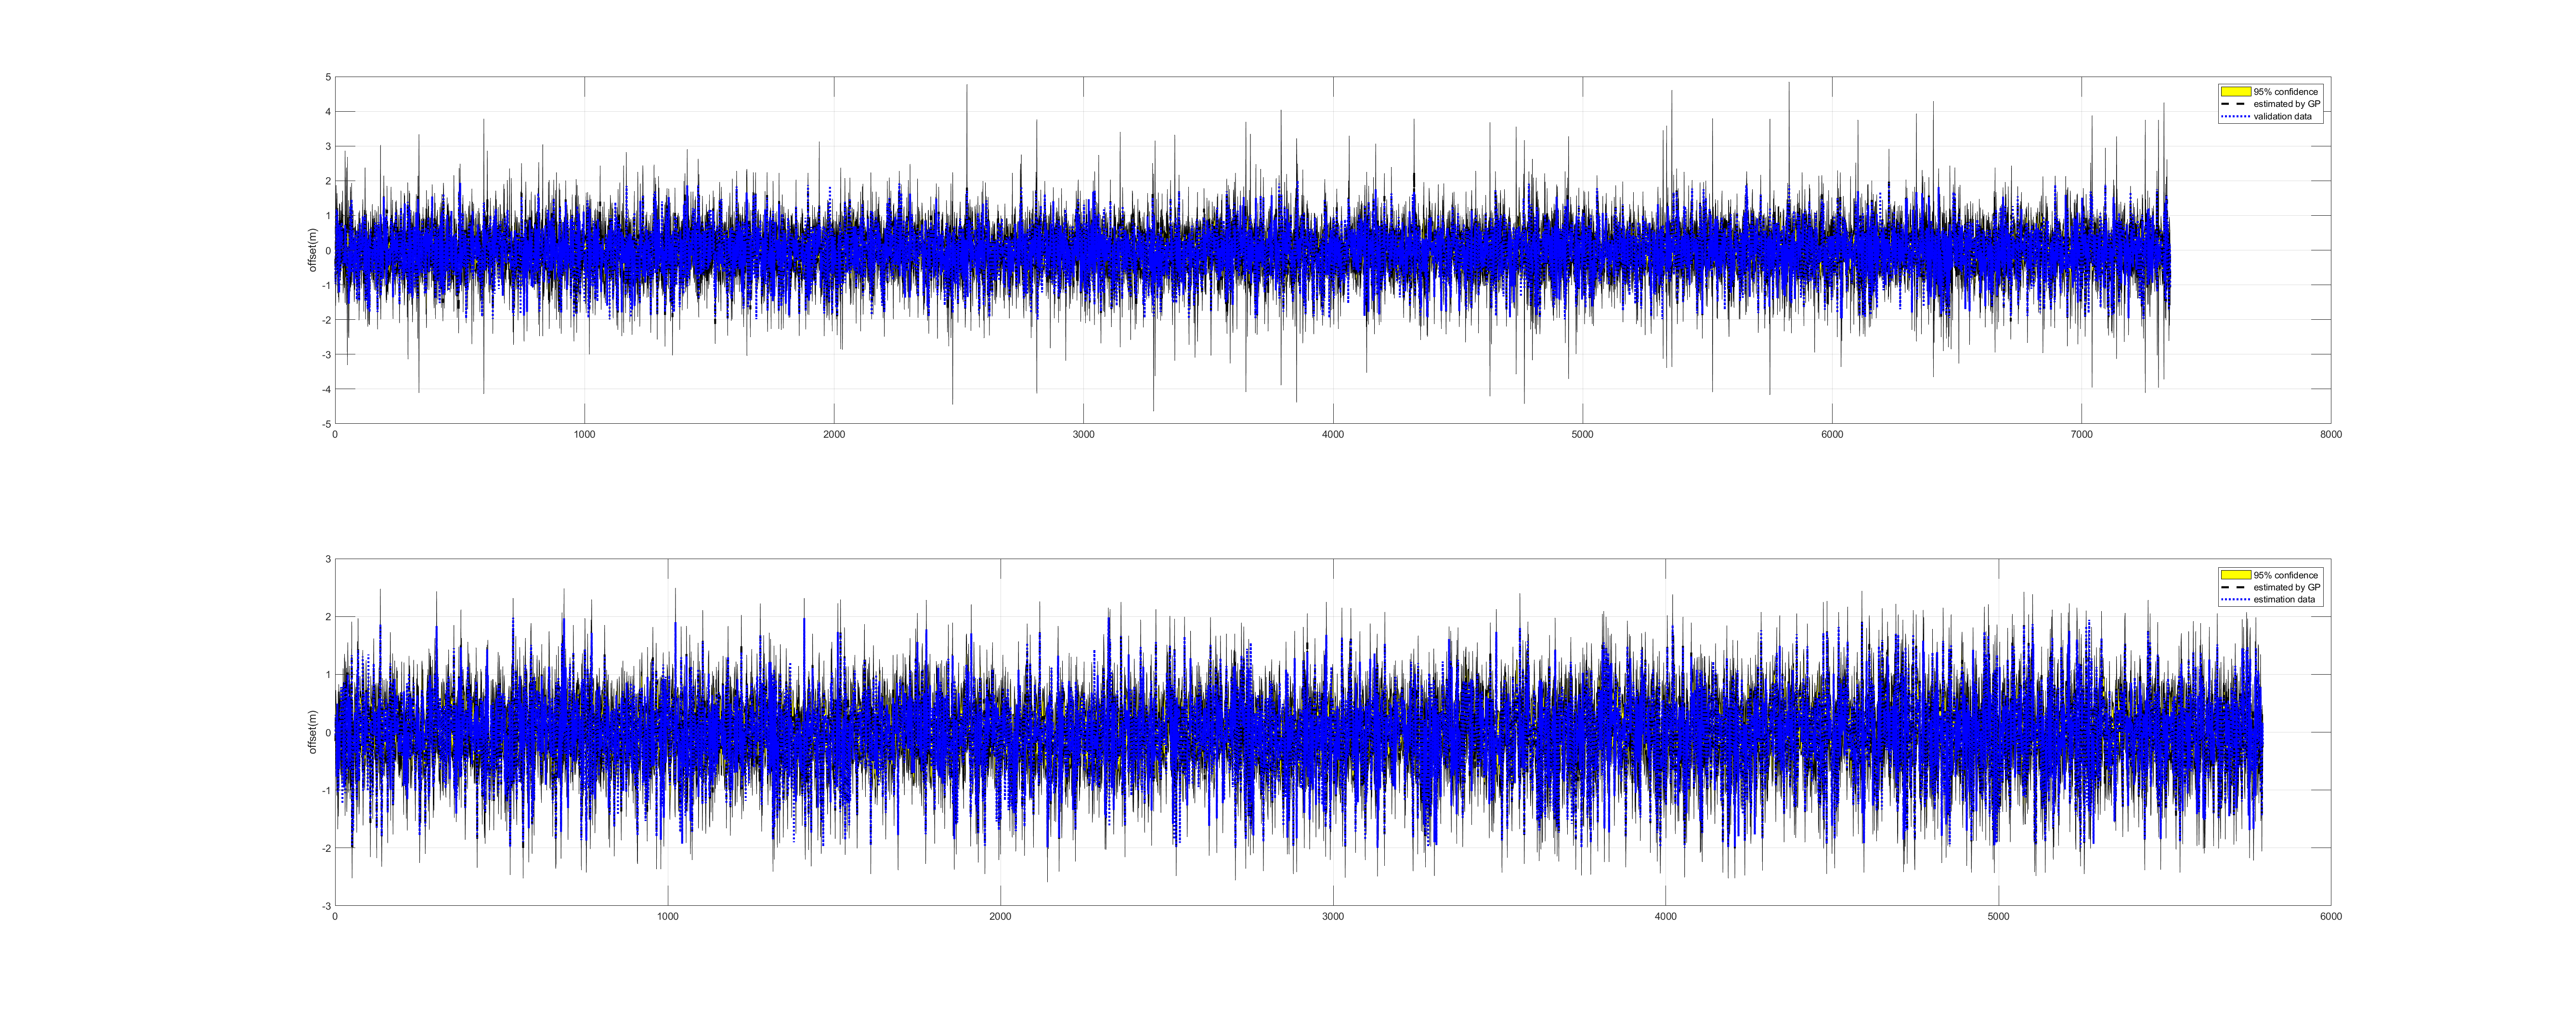 5
4
3
2
1
0
-1
-2
-3
-4
-5
offset(m)
0 1000 2000 3000 4000 5000 6000 7000 8000
95% confidence
estimated by GP
validation data
3
2
1
0
-1
-2
-3
offset(m)
0 1000 2000 3000 4000 5000 6000
95% confidence
estimated by GP
estimation data